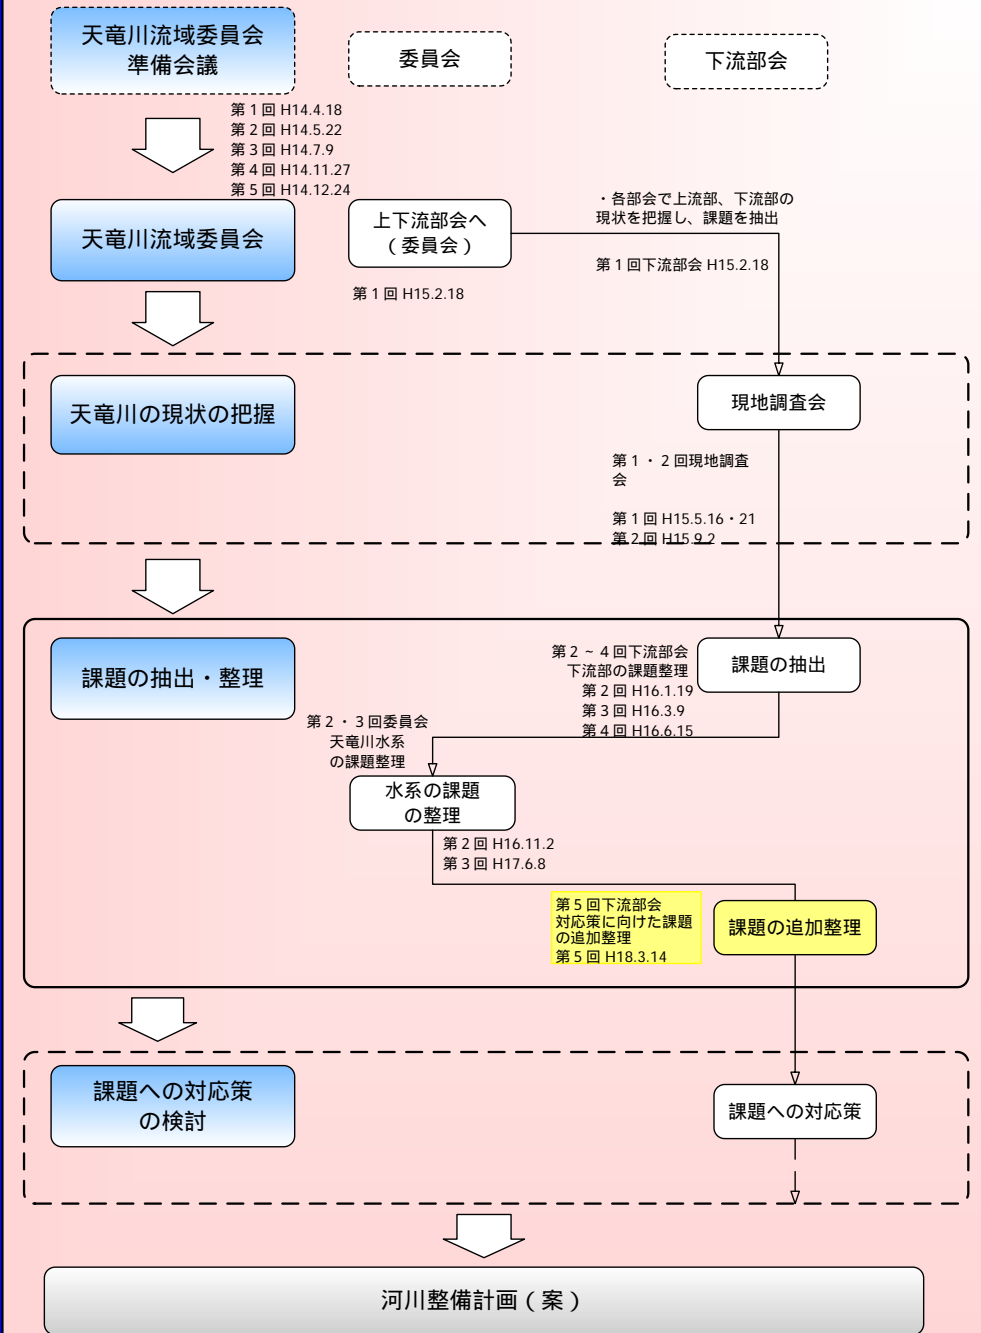 天竜川流域委員会
準備会議
委員会
下流部会
第1回 H14.4.18
第2回 H14.5.22
第3回 H14.7.9
第4回 H14.11.27
第5回 H14.12.24
天竜川流域委員会
上下流部会へ
(委員会)
・各部会で上流部、下流部の
現状を把握し、課題を抽出
第1回下流部会 H15.2.18
第1回 H15.2.18
天竜川の現状の把握
現地調査会
第1・2回現地調査
会
第1回 H15.5.16・21
第2回 H15.9.2
課題の抽出・整理
第2~4回下流部会
下流部の課題整理
第2回 H16.1.19
第3回 H16.3.9
第4回 H16.6.15
課題の抽出
第2・3回委員会
天竜川水系
の課題整理
水系の課題
の整理
第2回 H16.11.2
第3回 H17.6.8
第5回下流部会
対応策に向けた課題
の追加整理
第5回 H18.3.14
課題の追加整理
課題への対応策
の検討
課題への対応策
河川整備計画(案)